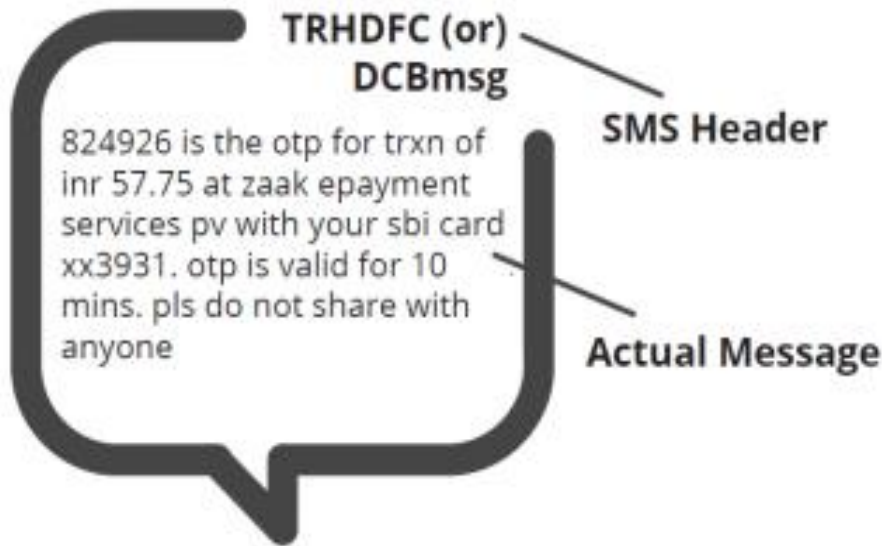 TRHDFC (or)
DCBmsg
SMS Header
824926 is the otp for trxn of
inr 57.75 at zaak epayment
services pv with your sbi card
xx3931. otp is valid for 10
mins. pls do not share with
anyone
Actual Message